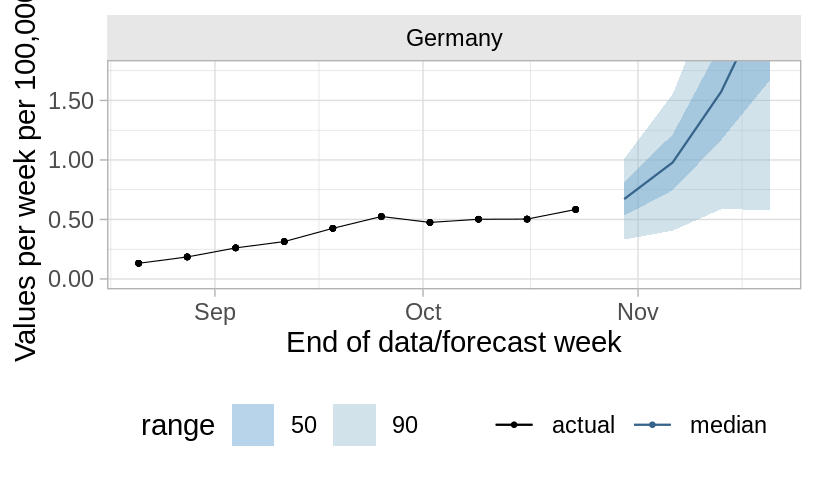 Germany
Values per week per 100,000
1.50
1.00
0.50
0.00
Sep Oct Nov
End of data/forecast week
range 50 90 actual median